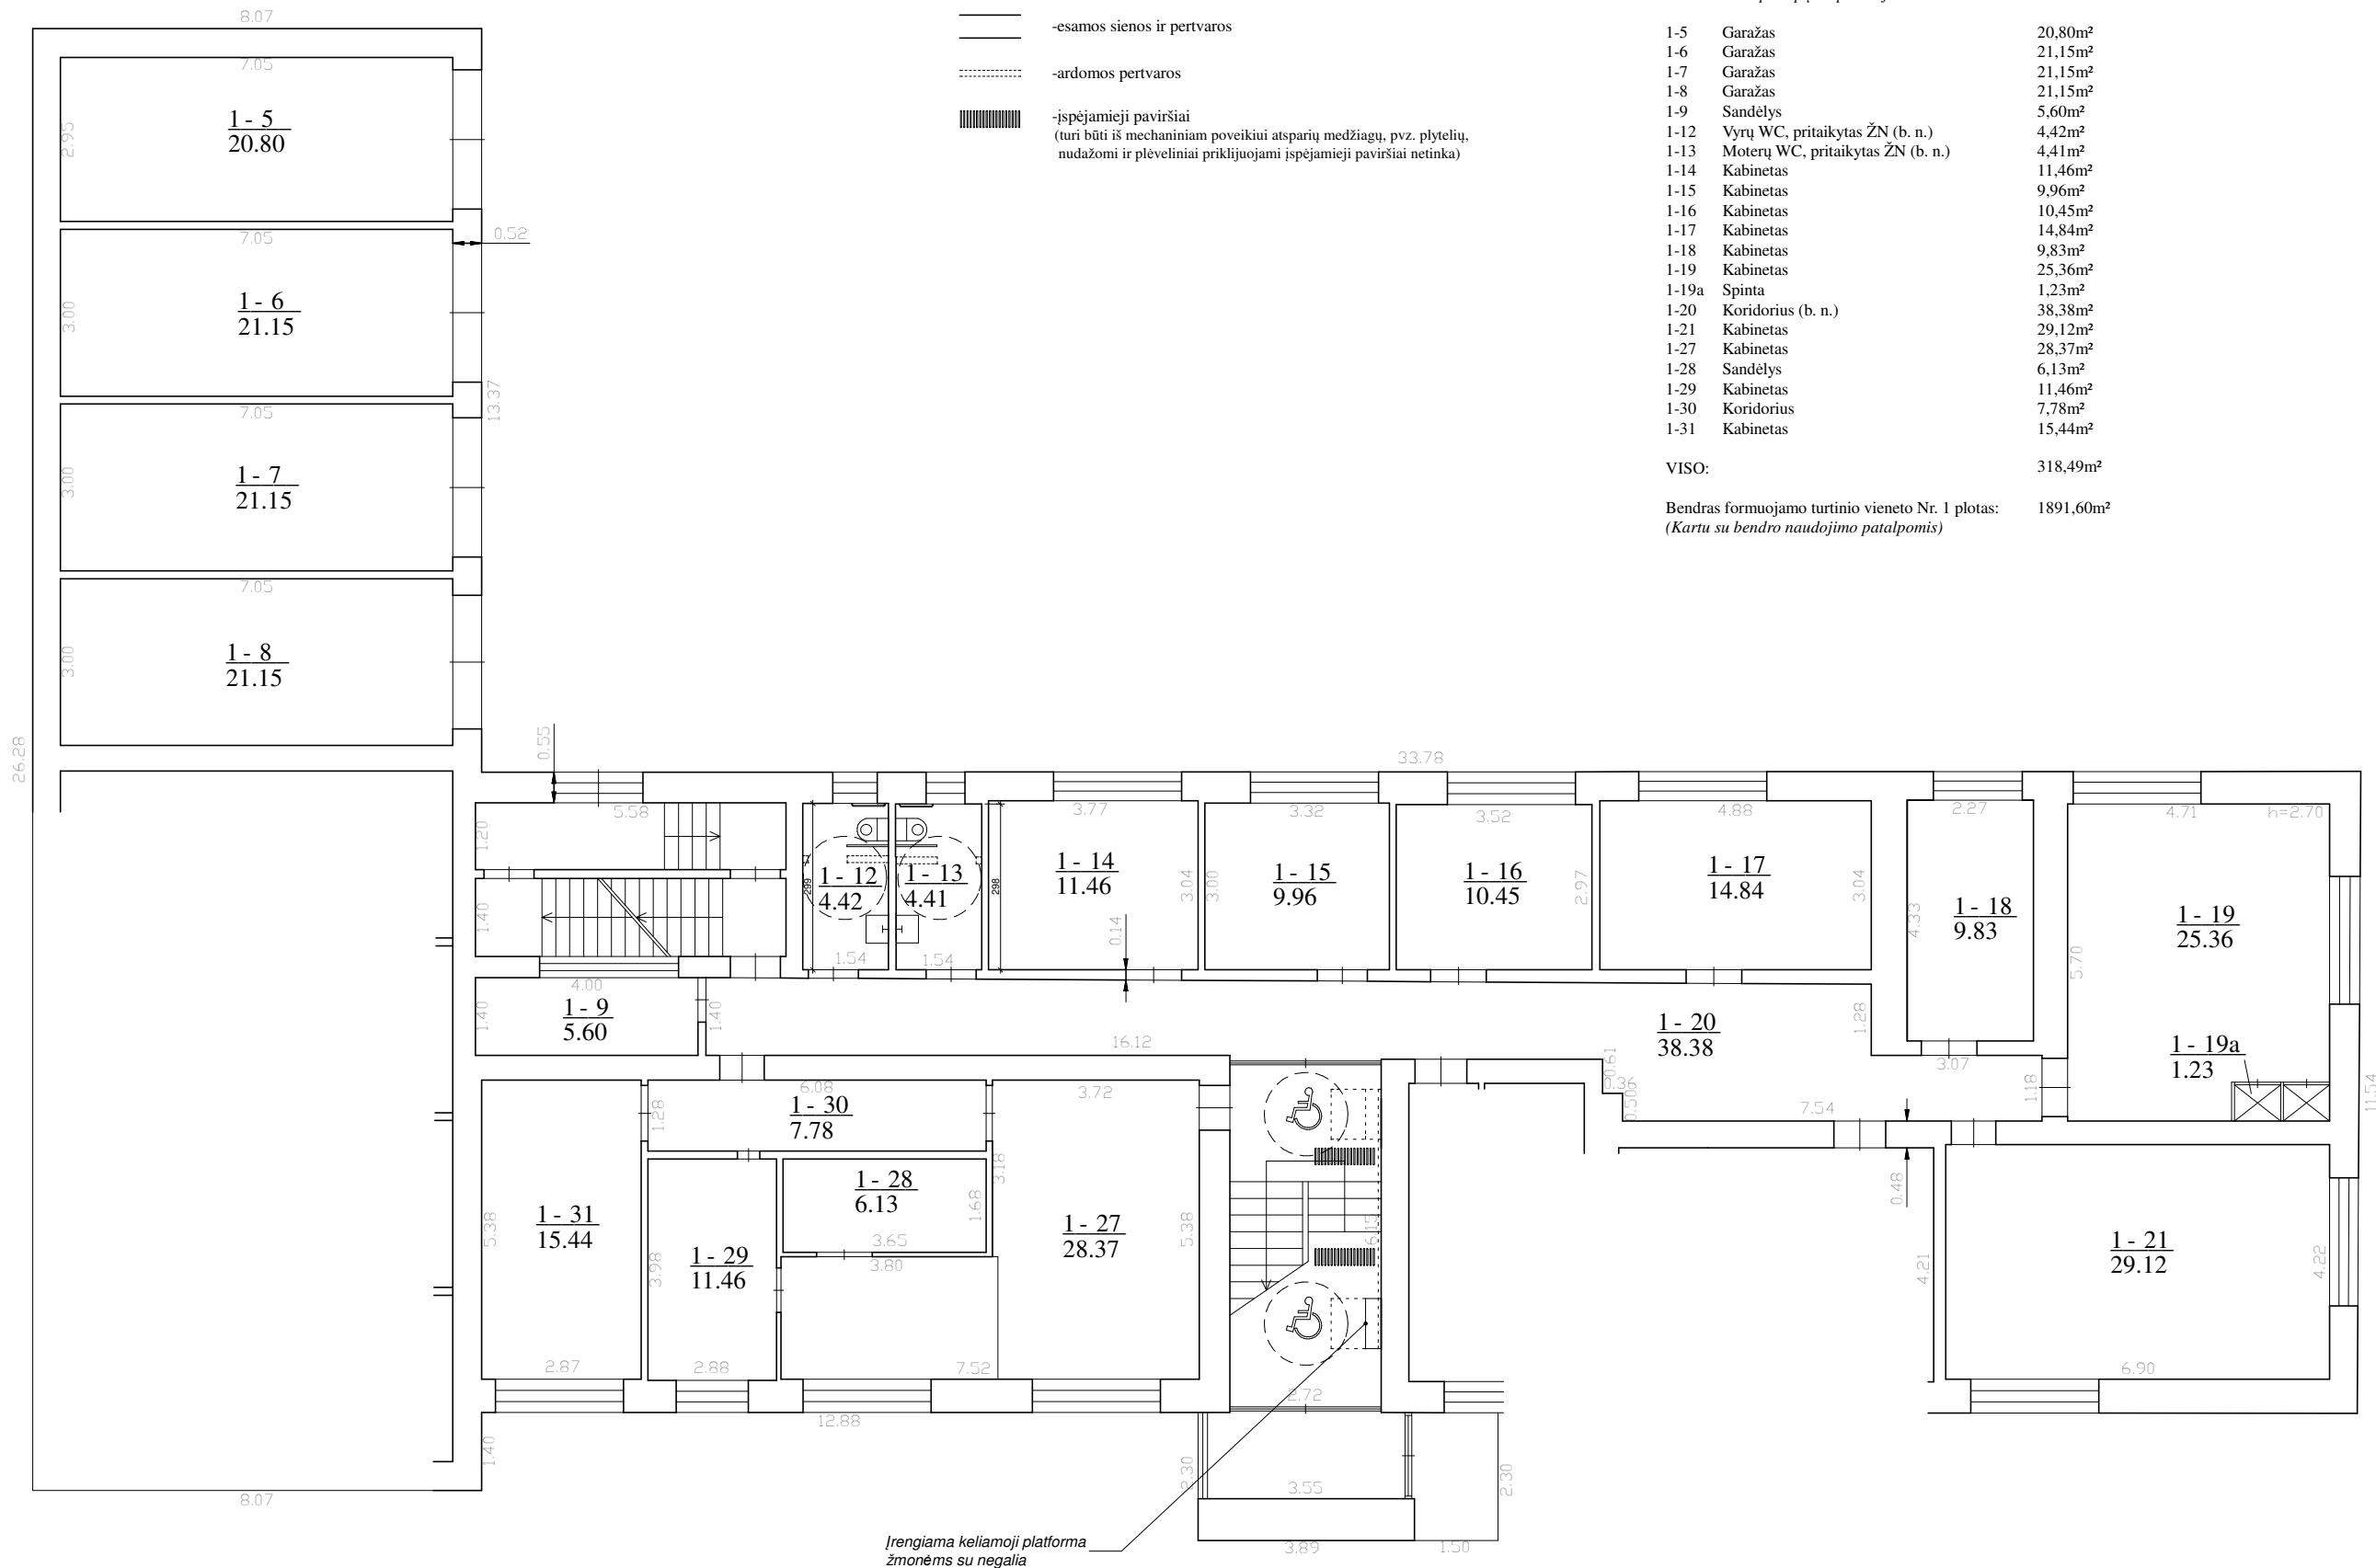 -esamos sienos ir pertvaros
-ardomos pertvaros
-įspėjamieji paviršiai
(turi būti iš mechaniniam poveikiui atsparių medžiagų, pvz. plytelių,
nudažomi ir plėveliniai priklijuojami įspėjamieji paviršiai netinka)
1-5 Garažas 20,80m²
1-6 Garažas 21,15m²
1-7 Garažas 21,15m²
1-8 Garažas 21,15m²
1-9 Sandėlys 5,60m²
1-12 Vyrų WC, pritaikytas ŽN (b. n.) 4,42m²
1-13 Moterų WC, pritaikytas ŽN (b. n.) 4,41m²
1-14 Kabinetas 11,46m²
1-15 Kabinetas 9,96m²
1-16 Kabinetas 10,45m²
1-17 Kabinetas 14,84m²
1-18 Kabinetas 9,83m²
1-19 Kabinetas 25,36m²
1-19a Spinta 1,23m²
1-20 Koridorius (b. n.) 38,38m²
1-21 Kabinetas 29,12m²
1-27 Kabinetas 28,37m²
1-28 Sandėlys 6,13m²
1-29 Kabinetas 11,46m²
1-30 Koridorius 7,78m²
1-31 Kabinetas 15,44m²
VISO: 318,49m²
Bendras formuojamo turtinio vieneto Nr. 1 plotas: 1891,60m²
(Kartu su bendro naudojimo patalpomis)
8.07
7.05
2.95
1 - 5
20.80
0.52
7.05
3.00
1 - 6
21.15
13.37
7.05
3.00
1 - 7
21.15
7.05
3.00
1 - 8
21.15
26.28
0.55
33.78
5.58
1.20
1.40
299
1 - 12
4.42
1.54
1 - 13
4.41
1.54
298
3.77
1 - 14
11.46
3.04
0.14
3.32
3.00
1 - 15
9.96
3.52
1 - 16
10.45
2.97
4.88
1 - 17
14.84
3.04
2.27
4.33
1 - 18
9.83
4.71
h=2.70
1 - 19
25.36
5.70
1 - 19a
1.23
11.54
4.00
1.40
1 - 9
5.60
1.40
16.12
1 - 20
38.38
1.28
0.61
0.36
0.50
3.07
1.18
7.54
0.48
6.08
1.28
1 - 30
7.78
3.72
3.18
1 - 28
6.13
1.68
3.65
3.80
5.38
1 - 31
15.44
2.87
3.98
1 - 29
11.46
2.88
1 - 27
28.37
5.38
7.52
6.15
2.72
4.21
1 - 21
29.12
4.22
6.90
12.88
1.40
8.07
2.30
3.55
2.30
3.89
1.50
Įrengiama keliamoji platforma
žmonėms su negalia